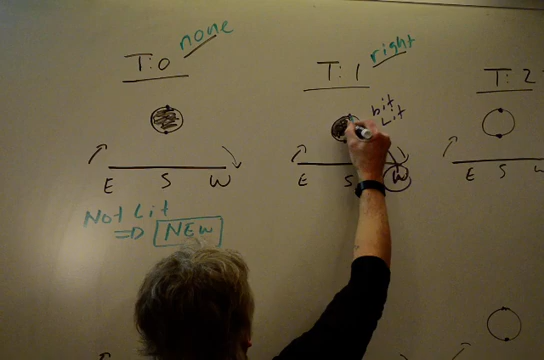 T:0 none
E S W
Not Lit
⇒ NEW
T:1 right
bit
Lit
E S W
T:2
E S W